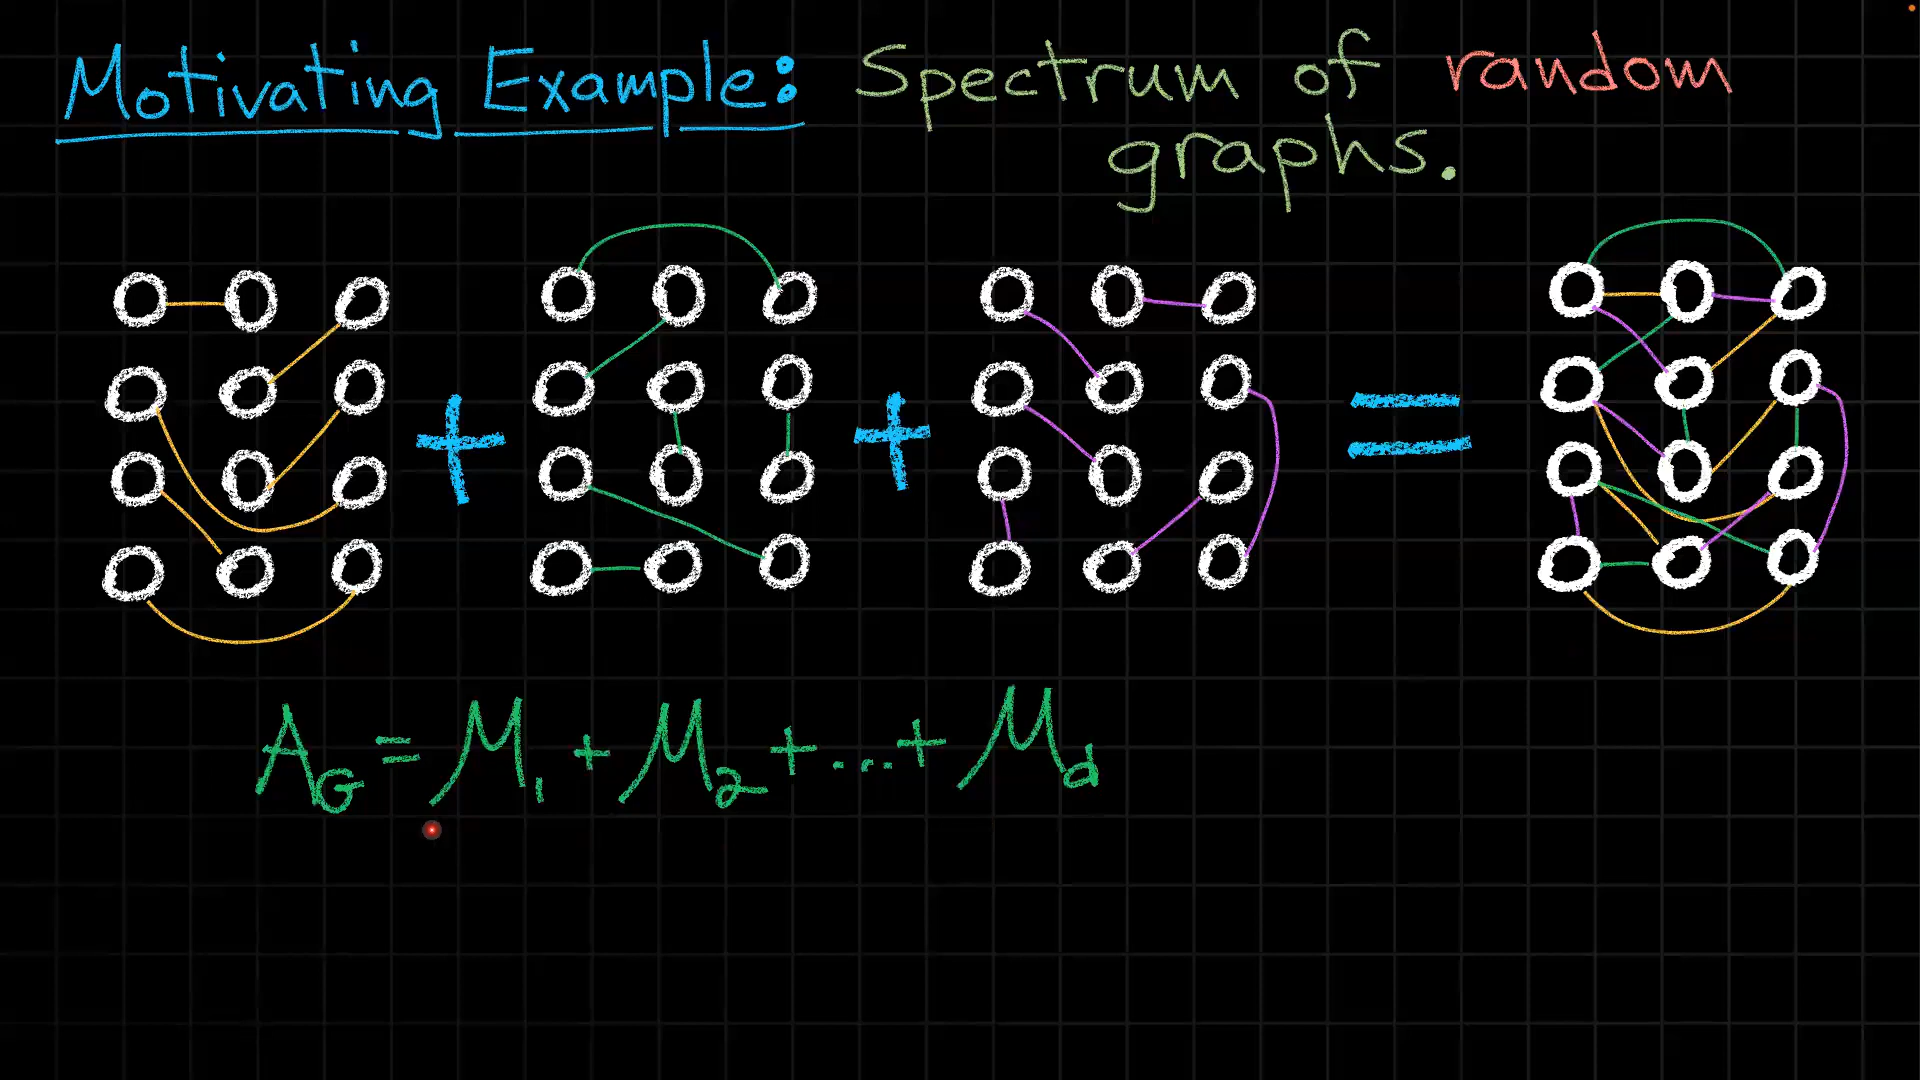 Motivating Example: Spectrum of random
graphs.
+ + =
A_G = M_1 + M_2 + ... + M_d